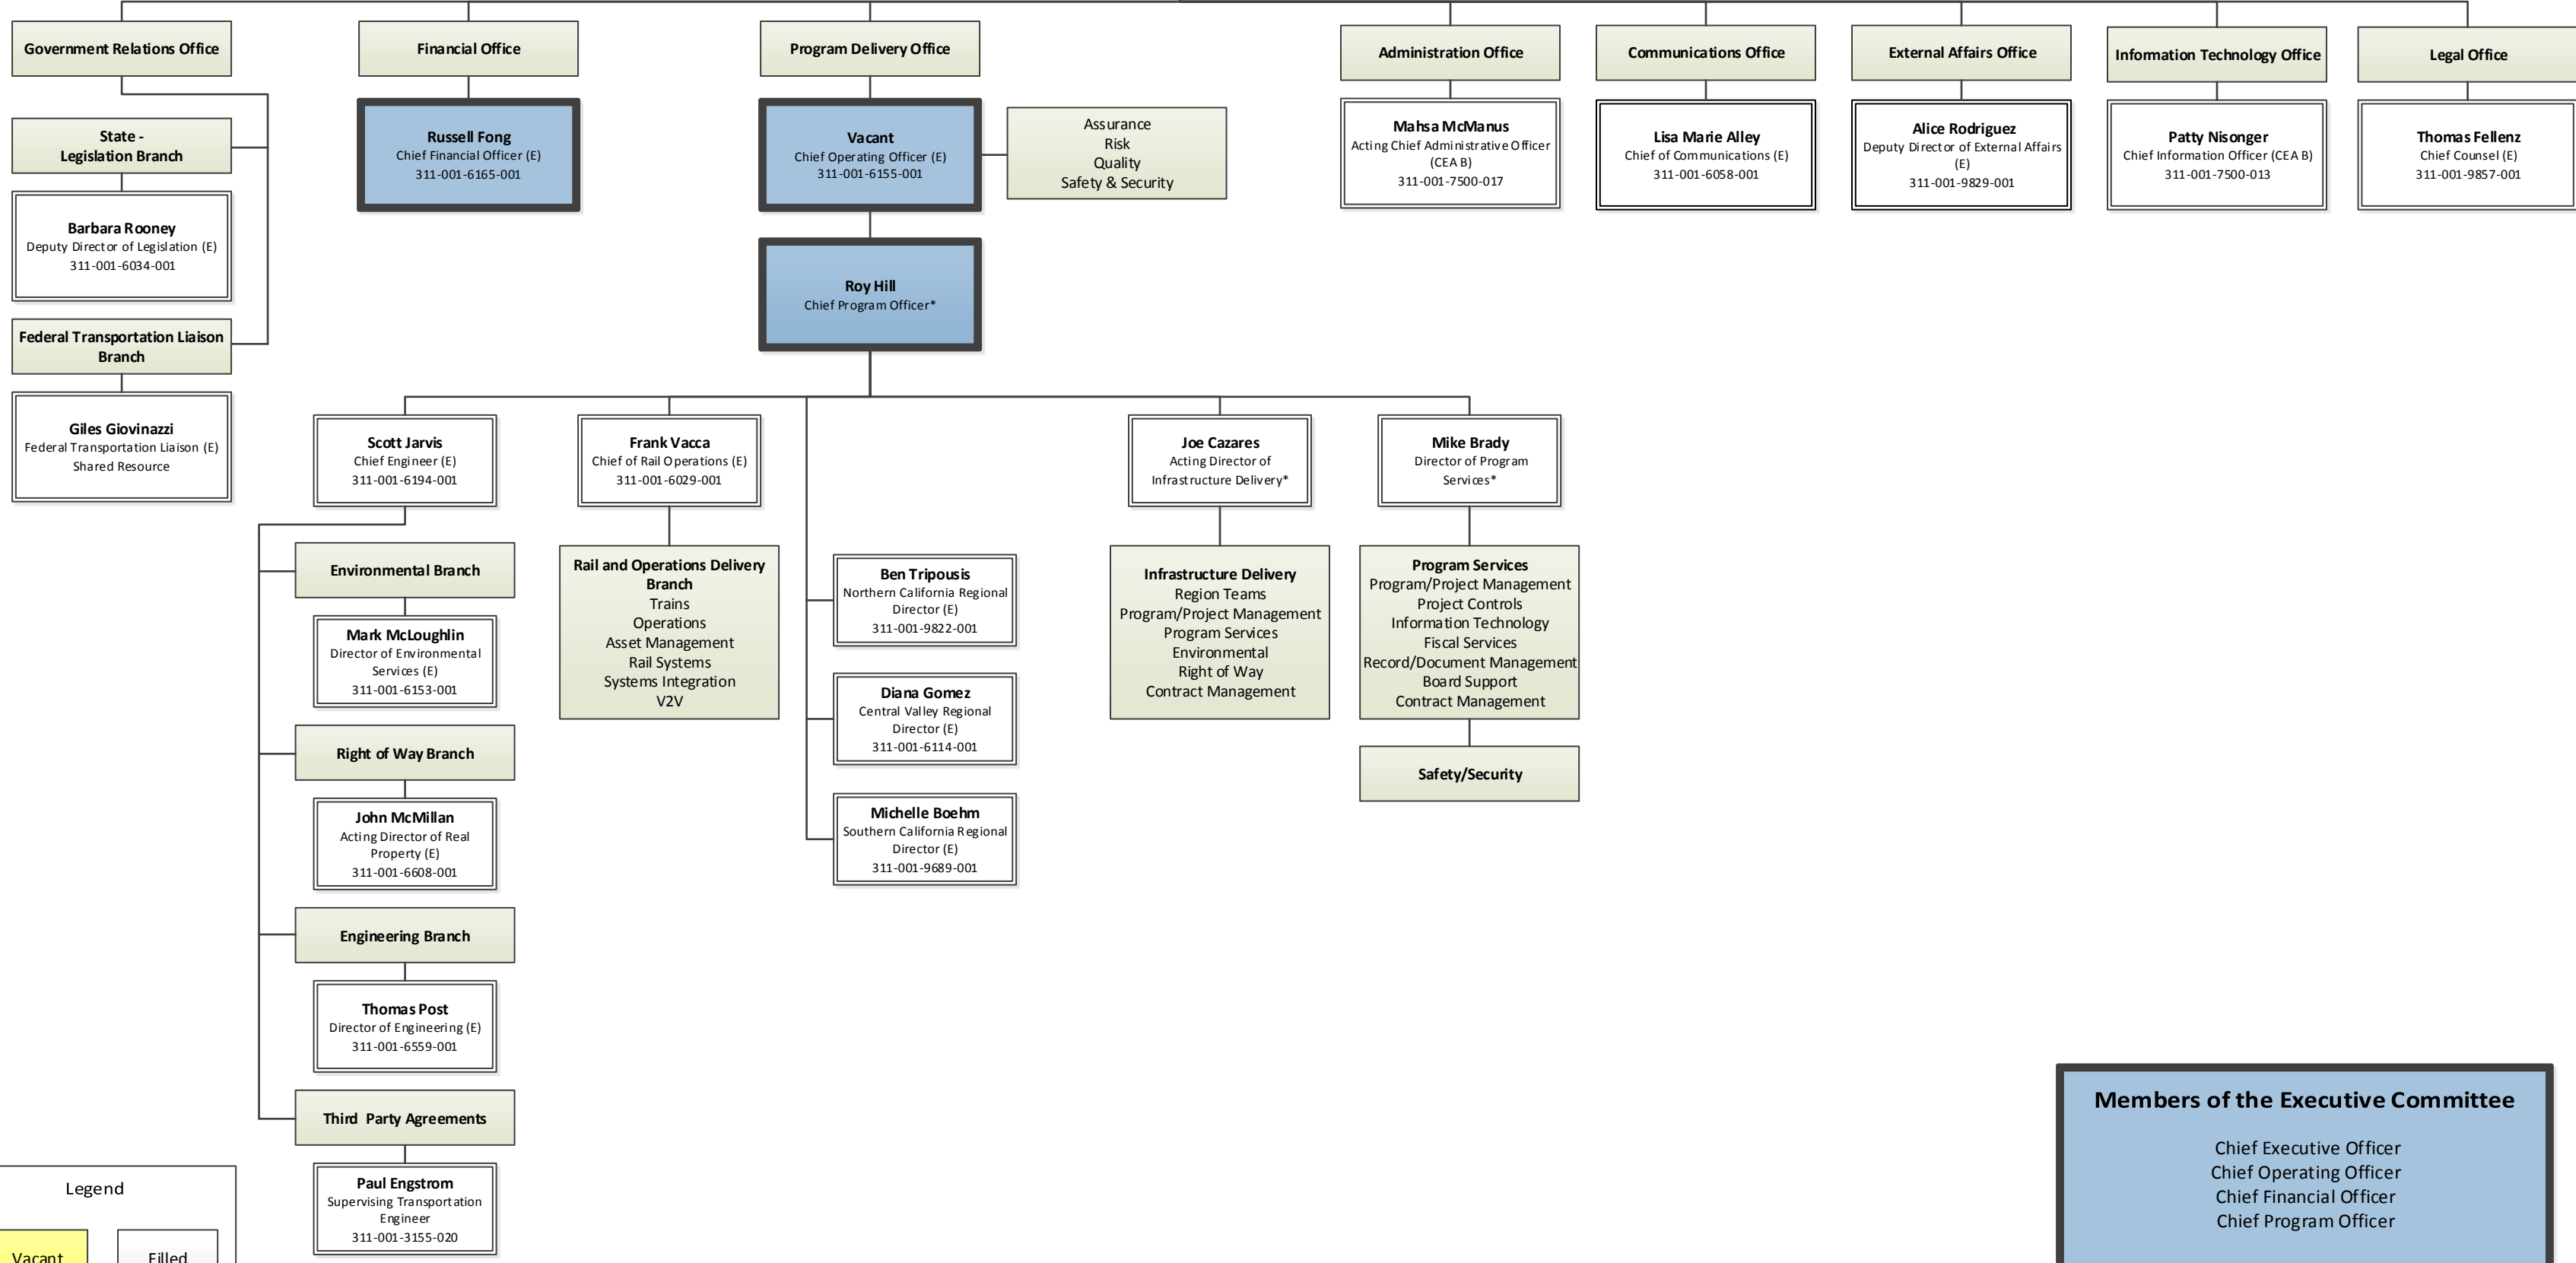 Government Relations Office
Financial Office
Program Delivery Office
Administration Office
Communications Office
External Affairs Office
Information Technology Office
Legal Office
State -
Legislation Branch
Barbara Rooney
Deputy Director of Legislation (E)
311-001-6034-001
Federal Transportation Liaison
Branch
Giles Giovinazzi
Federal Transportation Liaison (E)
Shared Resource
Russell Fong
Chief Financial Officer (E)
311-001-6165-001
Vacant
Chief Operating Officer (E)
311-001-6155-001
Assurance
Risk
Quality
Safety & Security
Roy Hill
Chief Program Officer*
Mahsa McManus
Acting Chief Administrative Officer
(CEA B)
311-001-7500-017
Lisa Marie Alley
Chief of Communications (E)
311-001-6058-001
Alice Rodriguez
Deputy Director of External Affairs
(E)
311-001-9829-001
Patty Nisonger
Chief Information Officer (CEA B)
311-001-7500-013
Thomas Fellenz
Chief Counsel (E)
311-001-9857-001
Scott Jarvis
Chief Engineer (E)
311-001-6194-001
Environmental Branch
Mark McLoughlin
Director of Environmental
Services (E)
311-001-6153-001
Right of Way Branch
John McMillan
Acting Director of Real
Property (E)
311-001-6608-001
Engineering Branch
Thomas Post
Director of Engineering (E)
311-001-6559-001
Third Party Agreements
Paul Engstrom
Supervising Transportation
Engineer
311-001-3155-020
Frank Vacca
Chief of Rail Operations (E)
311-001-6029-001
Rail and Operations Delivery
Branch
Trains
Operations
Asset Management
Rail Systems
Systems Integration
V2V
Ben Tripousis
Northern California Regional
Director (E)
311-001-9822-001
Diana Gomez
Central Valley Regional
Director (E)
311-001-6114-001
Michelle Boehm
Southern California Regional
Director (E)
311-001-9689-001
Joe Cazares
Acting Director of
Infrastructure Delivery*
Infrastructure Delivery
Region Teams
Program/Project Management
Program Services
Environmental
Right of Way
Contract Management
Mike Brady
Director of Program
Services*
Program Services
Program/Project Management
Project Controls
Information Technology
Fiscal Services
Record/Document Management
Board Support
Contract Management
Safety/Security
Legend
Vacant
Filled
Members of the Executive Committee
Chief Executive Officer
Chief Operating Officer
Chief Financial Officer
Chief Program Officer